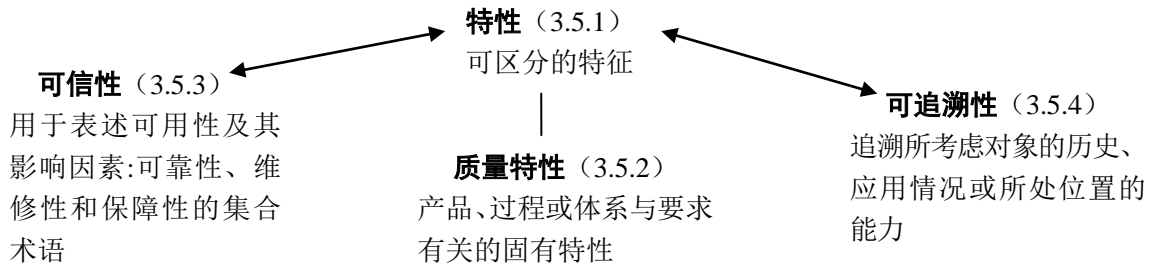 特性（3.5.1）
可区分的特征
可信性（3.5.3）
用于表述可用性及其
影响因素:可靠性、维
修性和保障性的集合
术语
质量特性（3.5.2）
产品、过程或体系与要求
有关的固有特性
可追溯性（3.5.4）
追溯所考虑对象的历史、
应用情况或所处位置的
能力